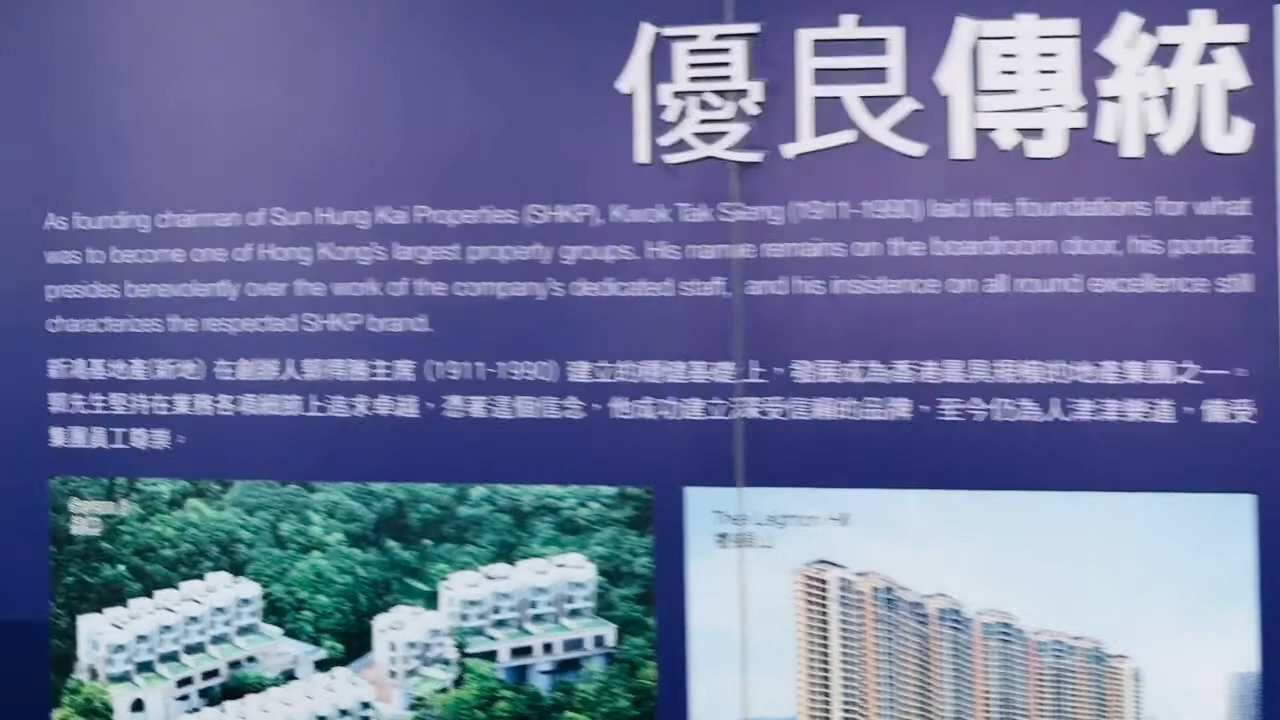 優良傳統
As founding chairman of Sun Hung Kai Properties (SHKP), Kwok Tak Seng (1911-1990) laid the foundations for what
was to become one of Hong Kong's largest property groups. His name remains on the boardroom door, his portrait
presides benevolently over the work of the company's dedicated staff, and his insistence on all round excellence still
characterizes the respected SHKP brand.
新鴻基地產(新地) 在創辦人郭得勝主席 (1911-1990) 建立的穩健基礎上，發展成為香港最具規模的地產集團之一。
郭先生堅持在業務各項細節上追求卓越，憑著這個信念，他成功建立深受信賴的品牌，至今仍為人津津樂道，備受
集團員工尊崇。
The Leighton Hill
禮頓山